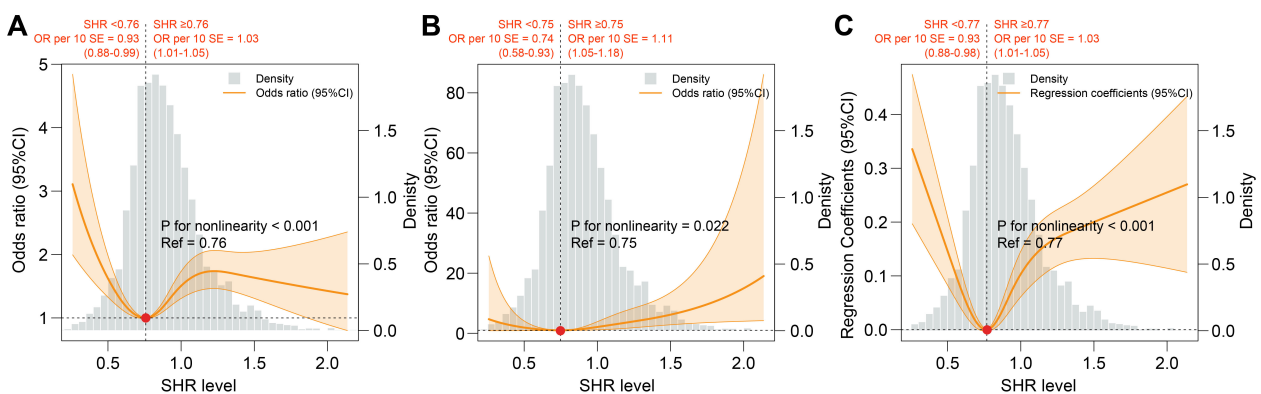 A
SHR <0.76
OR per 10 SE = 0.93
(0.88-0.99)
SHR ≥0.76
OR per 10 SE = 1.03
(1.01-1.05)
Density
Odds ratio (95%CI)
P for nonlinearity < 0.001
Ref = 0.76
Odds ratio (95%CI)
5
4
3
2
1
Denisty
1.5
1.0
0.5
0.0
0.5
1.0
1.5
2.0
SHR level
B
SHR <0.75
OR per 10 SE = 0.74
(0.58-0.93)
SHR ≥0.75
OR per 10 SE = 1.11
(1.05-1.18)
Density
Odds ratio (95%CI)
P for nonlinearity = 0.022
Ref = 0.75
Odds ratio (95%CI)
80
60
40
20
0
Denisty
1.5
1.0
0.5
0.0
0.5
1.0
1.5
2.0
SHR level
C
SHR <0.77
OR per 10 SE = 0.93
(0.88-0.98)
SHR ≥0.77
OR per 10 SE = 1.03
(1.01-1.05)
Density
Regression coefficients (95%CI)
P for nonlinearity < 0.001
Ref = 0.77
Regression Coefficients (95%CI)
0.4
0.3
0.2
0.1
0.0
Denisty
1.5
1.0
0.5
0.0
0.5
1.0
1.5
2.0
SHR level